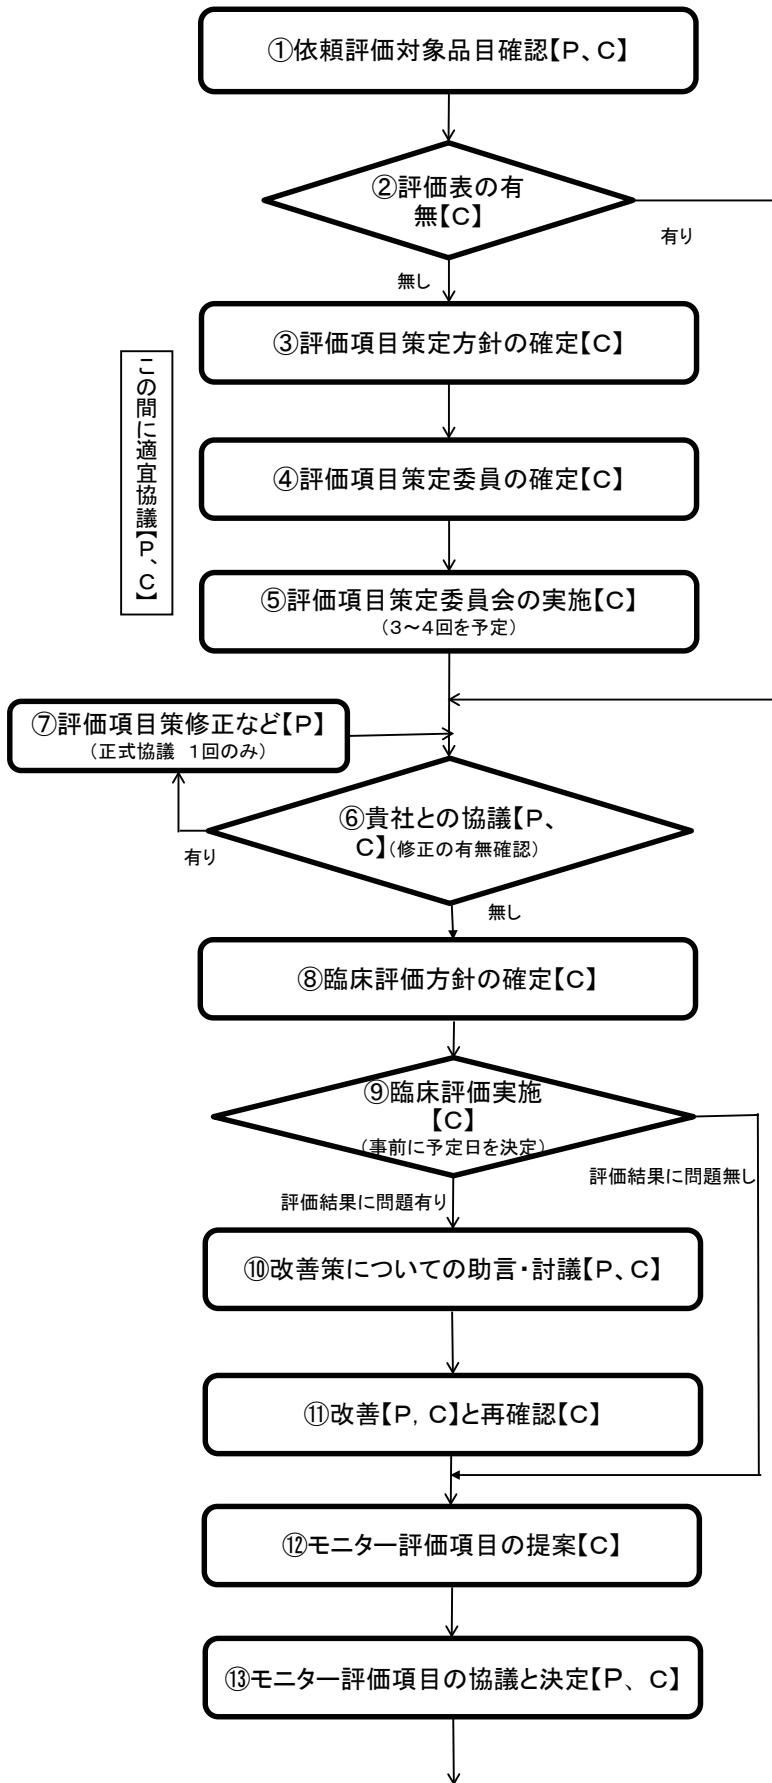 ①依頼評価対象品目確認【P、C】
②評価表の有
無【C】
有り
無し
③評価項目策定方針の確定【C】
この間に適宜協議【P、C】
④評価項目策定委員の確定【C】
⑤評価項目策定委員会の実施【C】
(3~4回を予定)
⑦評価項目策修正など【P】
(正式協議 1回のみ)
⑥貴社との協議【P、
C】(修正の有無確認)
有り
無し
⑧臨床評価方針の確定【C】
⑨臨床評価実施
【C】
(事前に予定日を決定)
評価結果に問題無し
評価結果に問題有り
⑩改善策についての助言・討議【P、C】
⑪改善【P, C】と再確認【C】
⑫モニター評価項目の提案【C】
⑬モニター評価項目の協議と決定【P、 C】